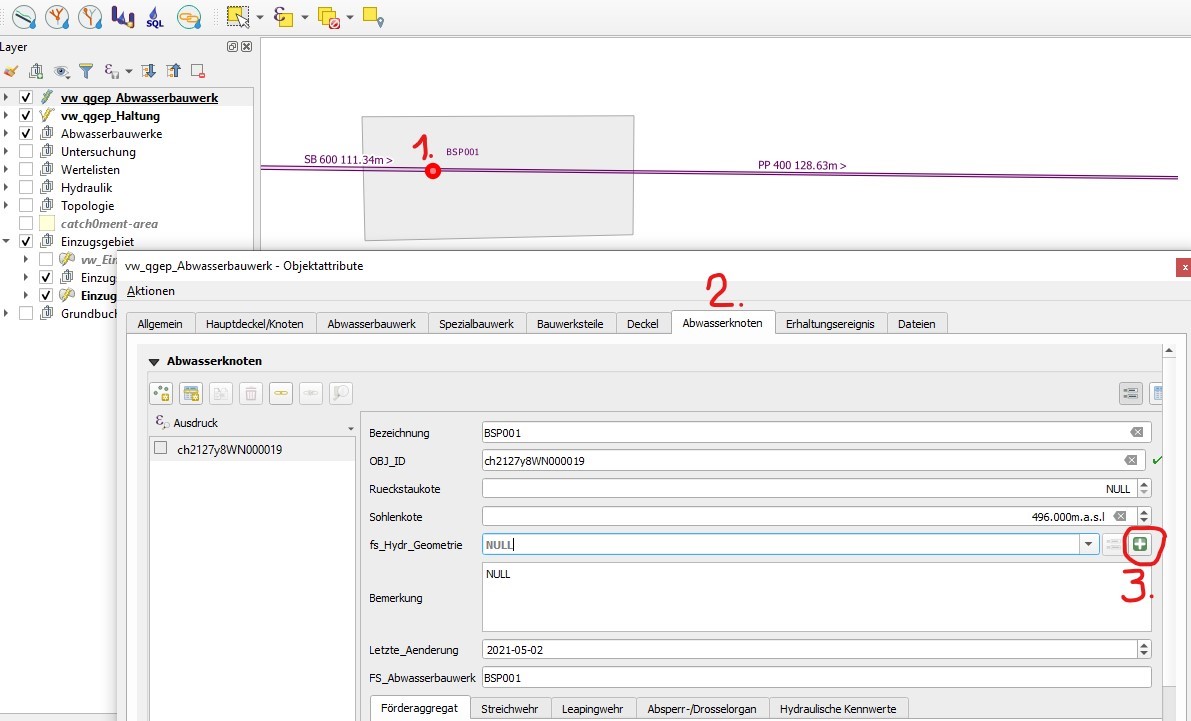 SQL
Layer
vw_qgep_Abwasserbauwerk
vw_qgep_Haltung
Abwasserbauwerke
Untersuchung
Wertelisten
Hydraulik
Topologie
catch0ment-area
Einzugsgebiet
vw_Ein
Einzugs
Einzug
Grundbuch
1.
BSP001
SB 600 111.34m >
PP 400 128.63m >
vw_qgep_Abwasserbauwerk - Objektattribute
x
Aktionen
2.
Allgemein
Hauptdeckel/Knoten
Abwasserbauwerk
Spezialbauwerk
Bauwerksteile
Deckel
Abwasserknoten
Erhaltungsereignis
Dateien
Abwasserknoten
Ausdruck
ch2127y8WN000019
Bezeichnung
BSP001
OBJ_ID
ch2127y8WN000019
Rueckstaukote
NULL
Sohlenkote
496.000m.a.s.l
fs_Hydr_Geometrie
NULL
3.
Bemerkung
NULL
Letzte_Aenderung
2021-05-02
FS_Abwasserbauwerk
BSP001
Förderaggregat
Streichwehr
Leapingwehr
Absperr-/Drosselorgan
Hydraulische Kennwerte